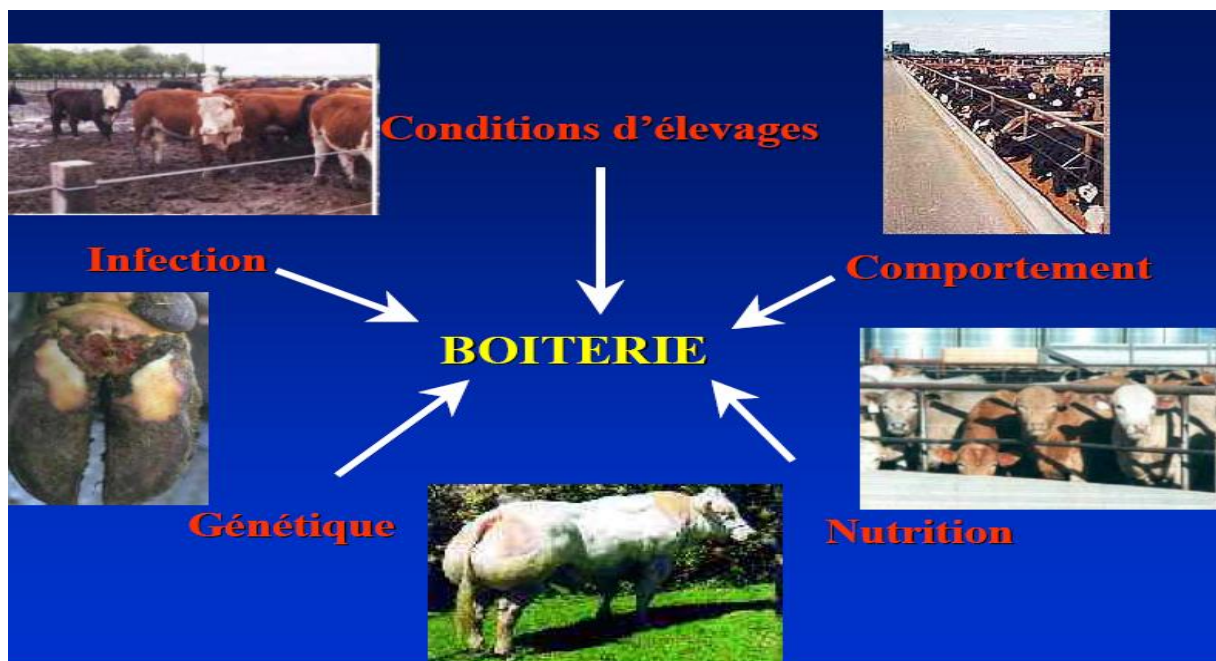 Conditions d'élevages
Infection
Comportement
BOITERIE
Génétique
Nutrition